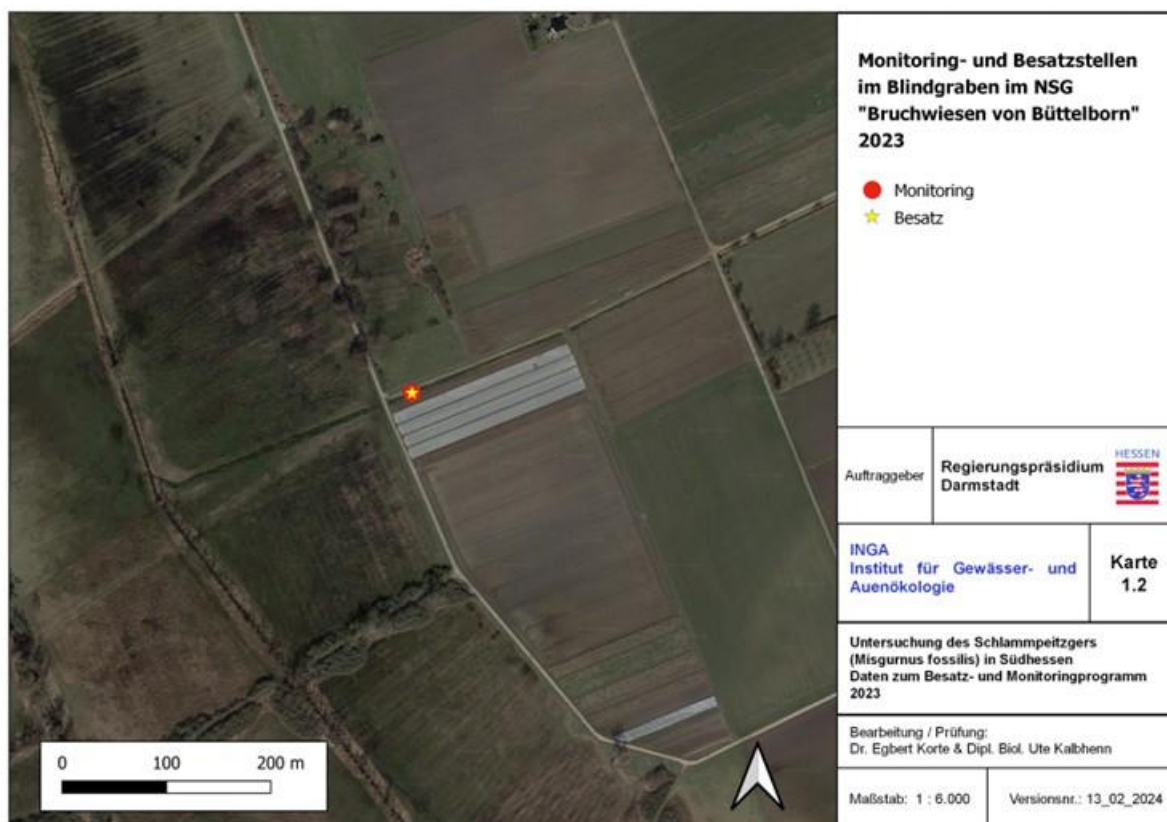 Monitoring- und Besatzstellen
im Blindgraben im NSG
"Bruchwiesen von Büttelborn"
2023
Monitoring
Besatz
Auftraggeber
Regierungspräsidium
Darmstadt
HESSEN
INGA
Institut für Gewässer- und
Auenökologie
Karte
1.2
Untersuchung des Schlammpeitzgers
(Misgurnus fossilis) in Südhessen
Daten zum Besatz- und Monitoringprogramm
2023
Bearbeitung / Prüfung:
Dr. Egbert Korte & Dipl. Biol. Ute Kalbhenn
Maßstab: 1 : 6.000
Versionsnr.: 13_02_2024
0 100 200 m